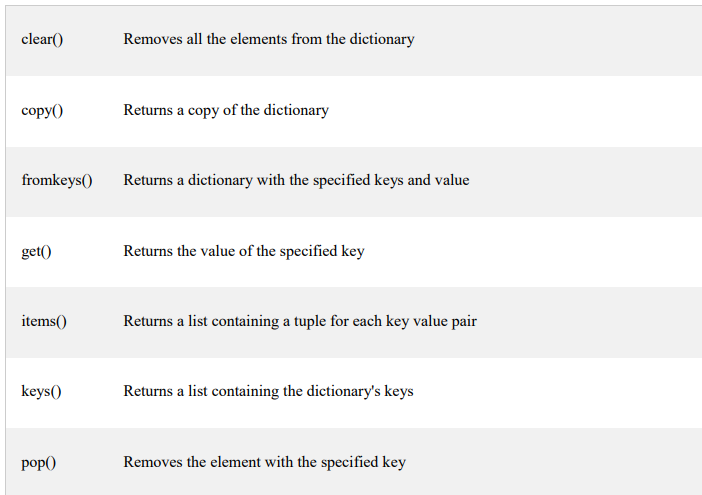 clear() Removes all the elements from the dictionary
copy() Returns a copy of the dictionary
fromkeys() Returns a dictionary with the specified keys and value
get() Returns the value of the specified key
items() Returns a list containing a tuple for each key value pair
keys() Returns a list containing the dictionary's keys
pop() Removes the element with the specified key